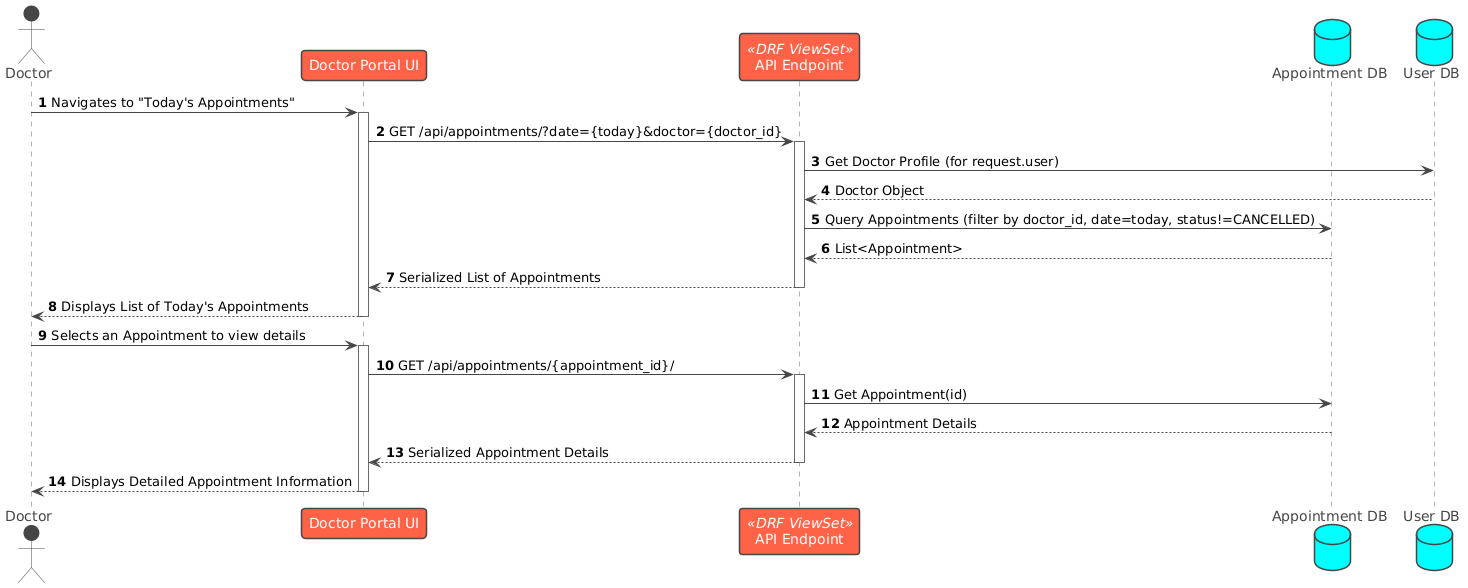 Doctor
Doctor Portal UI
«DRF ViewSet»
API Endpoint
Appointment DB
User DB
1 Navigates to "Today's Appointments"
2 GET /api/appointments/?date={today}&doctor={doctor_id}
3 Get Doctor Profile (for request.user)
4 Doctor Object
5 Query Appointments (filter by doctor_id, date=today, status!=CANCELLED)
6 List<Appointment>
7 Serialized List of Appointments
8 Displays List of Today's Appointments
9 Selects an Appointment to view details
10 GET /api/appointments/{appointment_id}/
11 Get Appointment(id)
12 Appointment Details
13 Serialized Appointment Details
14 Displays Detailed Appointment Information
Doctor
Doctor Portal UI
«DRF ViewSet»
API Endpoint
Appointment DB
User DB